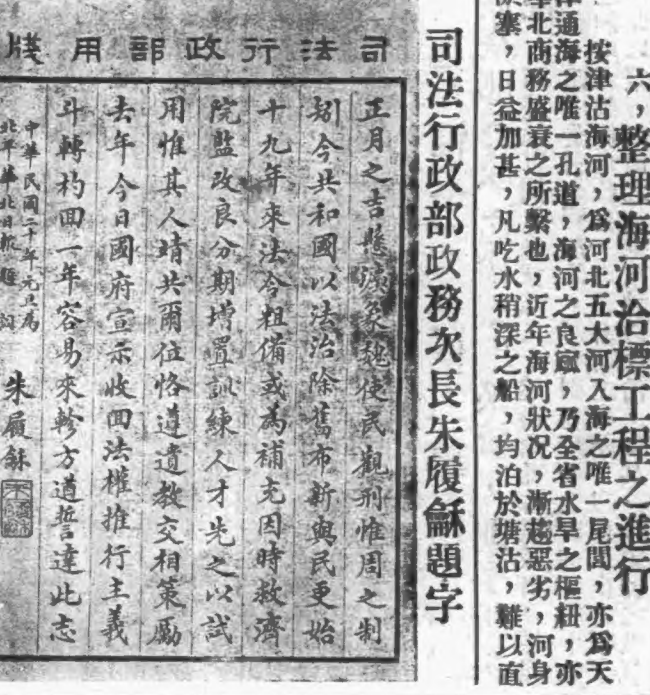 六，整理海河治標工程之進行
按津沽海河，爲河北五大河入海之唯一尾閭，亦爲天
津通海之唯一孔道，海河之良窳，乃全省水旱之樞紐，亦
華北商務盛衰之所繫也，近年海河狀况，漸趨惡劣，河身
塞，日益加甚，凡吃水稍深之船，均泊於塘沽，難以直
司法行政部政務次長朱履龢題字
司法行政部用牋
正月之吉懸法象魏使民觀刑惟周之制
矧今共和國以法治除舊布新與民更始
十九年來法令粗備或為補充因時救濟
院監改良分期增置訓練人才先之以試
用惟其人靖共爾位恪遵遺教交相策勵
去年今日國府宣示收回法權推行主義
斗轉杓回一年容易來軫方遒誓達此志
中華民國二十年元旦為
北平華北日報題詞
朱履龢